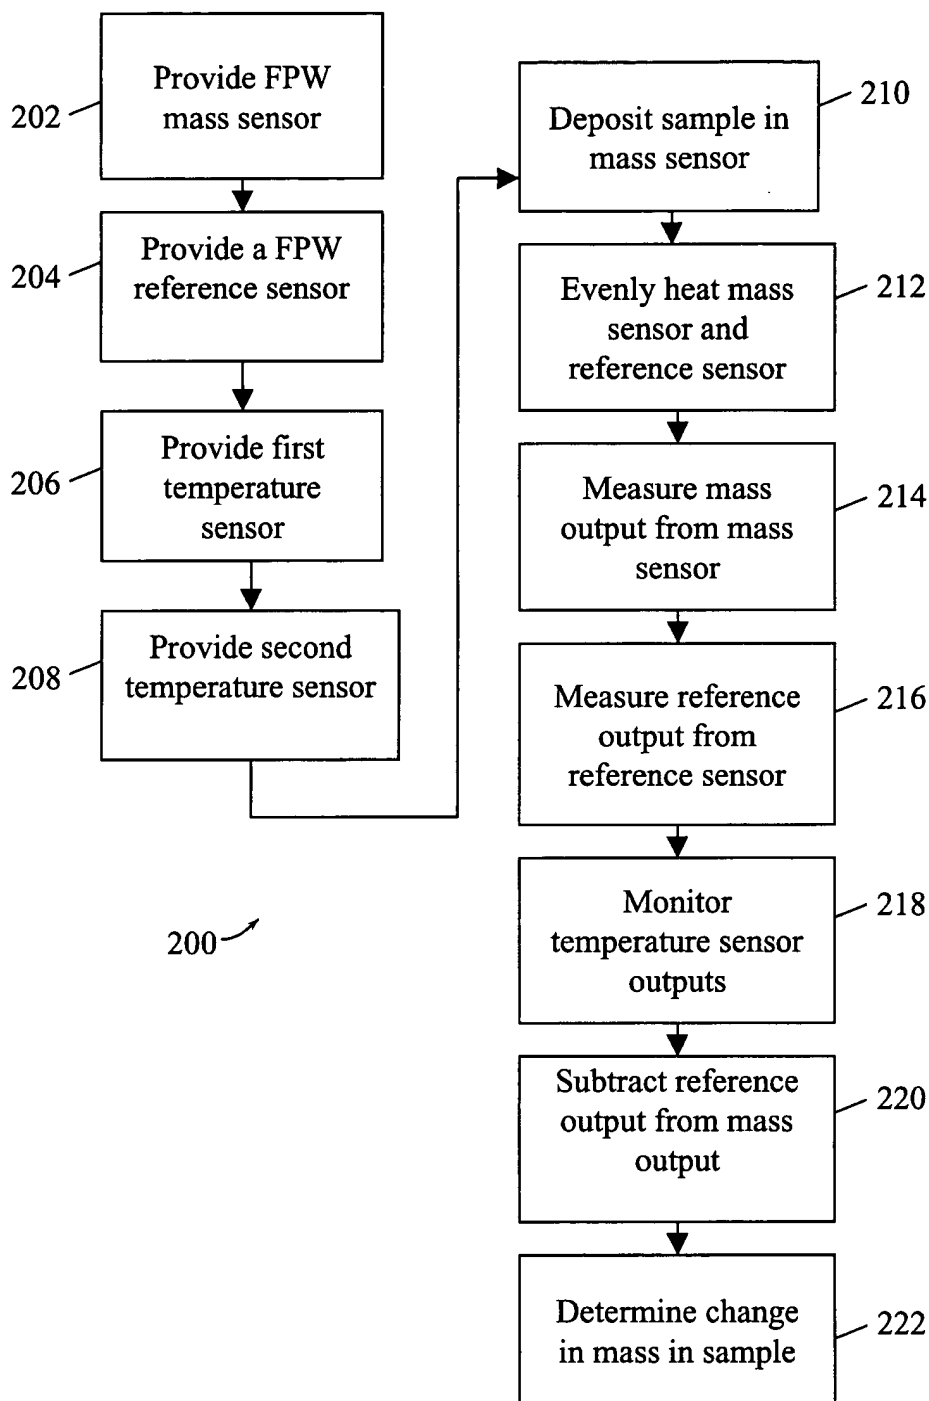 202
Provide FPW
mass sensor
204
Provide a FPW
reference sensor
206
Provide first
temperature
sensor
208
Provide second
temperature sensor
200
210
Deposit sample in
mass sensor
212
Evenly heat mass
sensor and
reference sensor
214
Measure mass
output from mass
sensor
216
Measure reference
output from
reference sensor
218
Monitor
temperature sensor
outputs
220
Subtract reference
output from mass
output
222
Determine change
in mass in sample